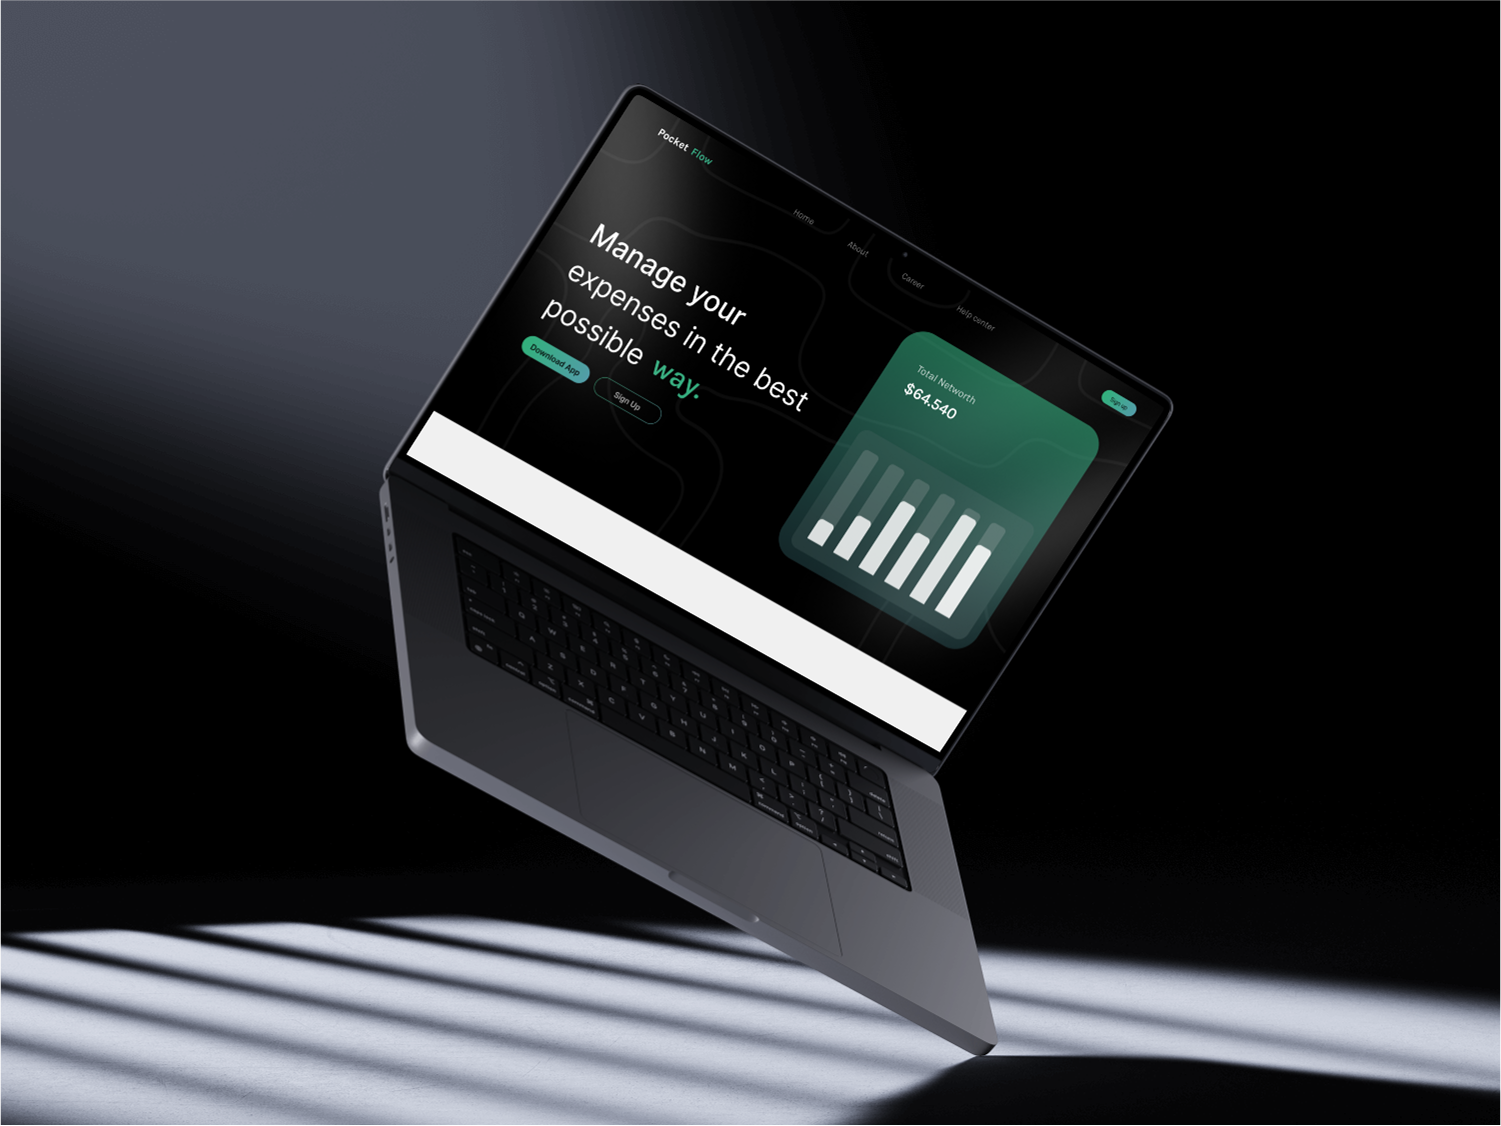 Pocket Flow
Home
About
Career
Help center
Sign up
Manage your
expenses in the best
possible way.
Download App
Sign Up
Total Networth
$64.540